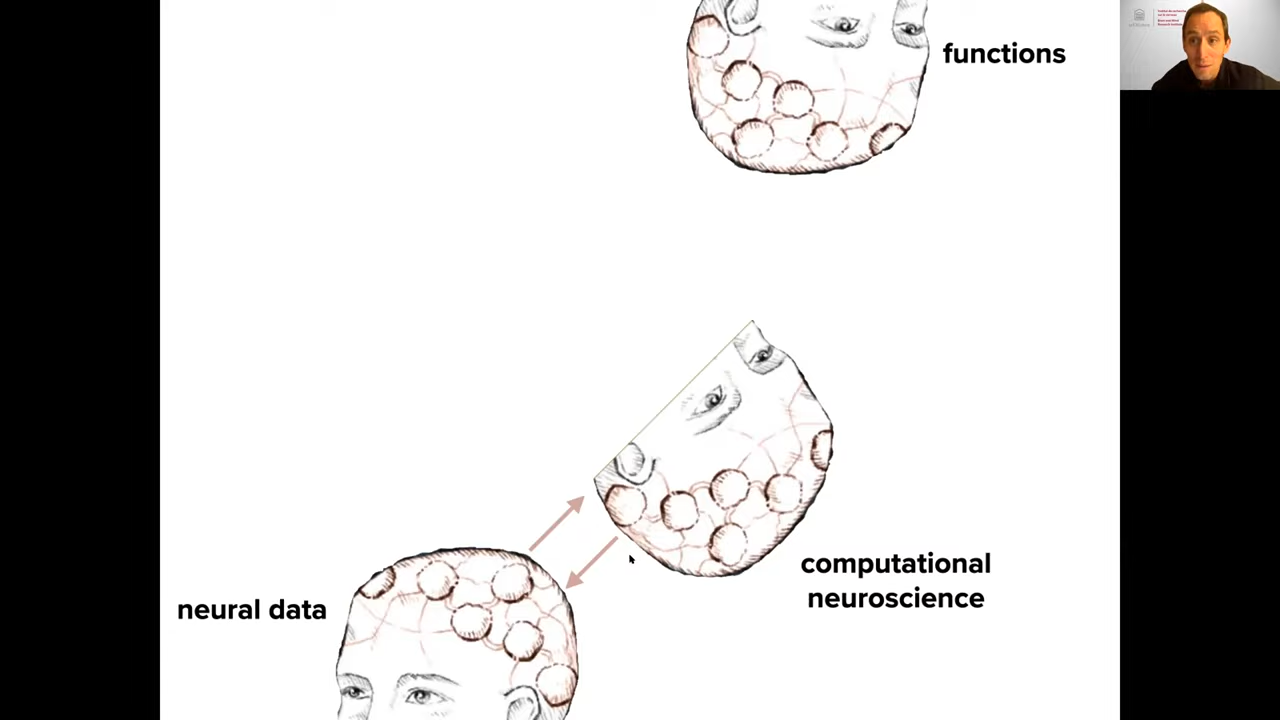 functions
computational
neuroscience
neural data